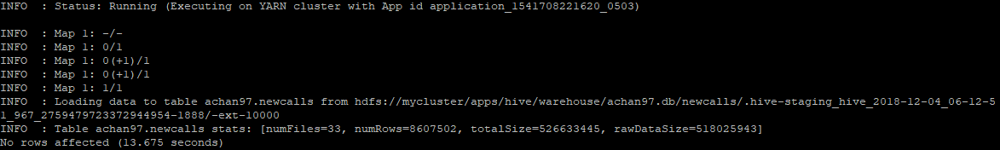 INFO  : Status: Running (Executing on YARN cluster with App id application_1541708221620_0503)
INFO  : Map 1: -/-
INFO  : Map 1: 0/1
INFO  : Map 1: 0(+1)/1
INFO  : Map 1: 0(+1)/1
INFO  : Map 1: 1/1
INFO  : Loading data to table achan97.newcalls from hdfs://mycluster/apps/hive/warehouse/achan97.db/newcalls/.hive-staging_hive_2018-12-04_06-12-5
1_967_2759479723372944954-1888/-ext-10000
INFO  : Table achan97.newcalls stats: [numFiles=33, numRows=8607502, totalSize=526633445, rawDataSize=518025943]
No rows affected (13.675 seconds)